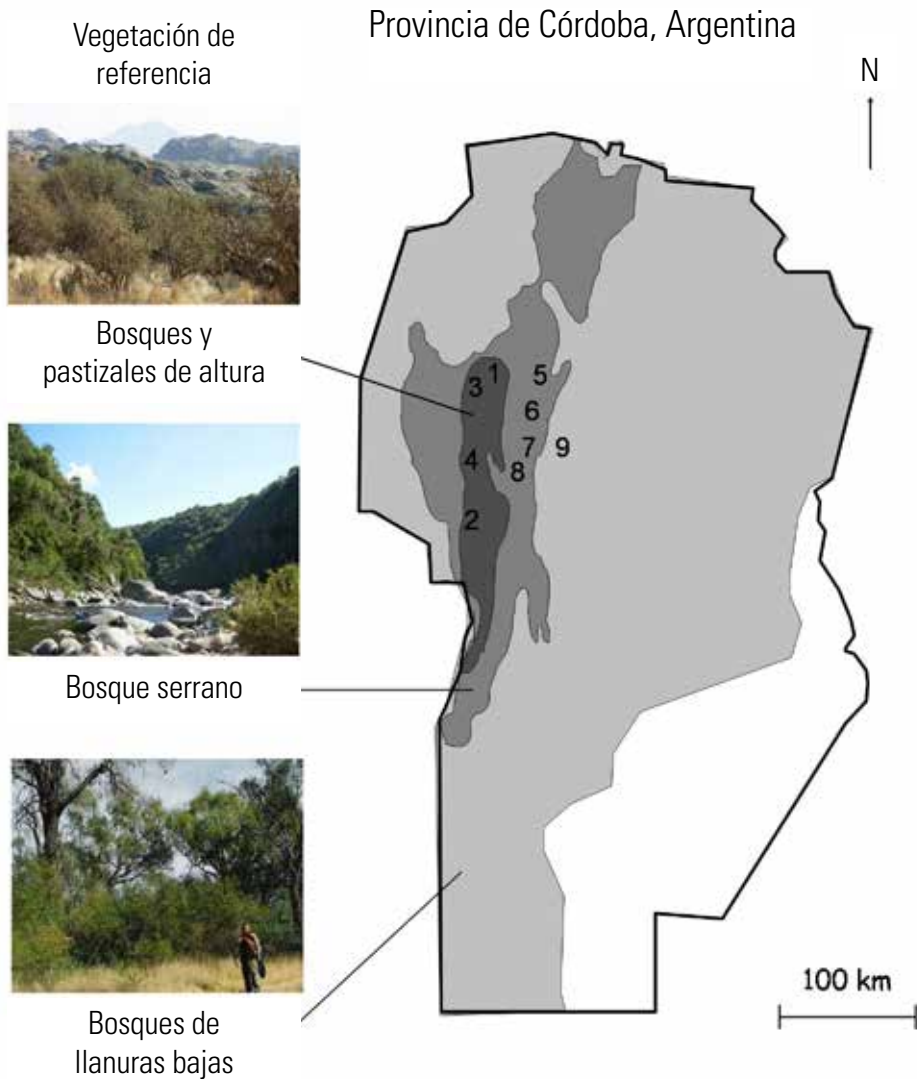 Provincia de Córdoba, Argentina
Vegetación de
referencia
N
Bosques y
pastizales de altura
Bosque serrano
Bosques de
llanuras bajas
1
3
5
6
4
7
9
8
2
100 km